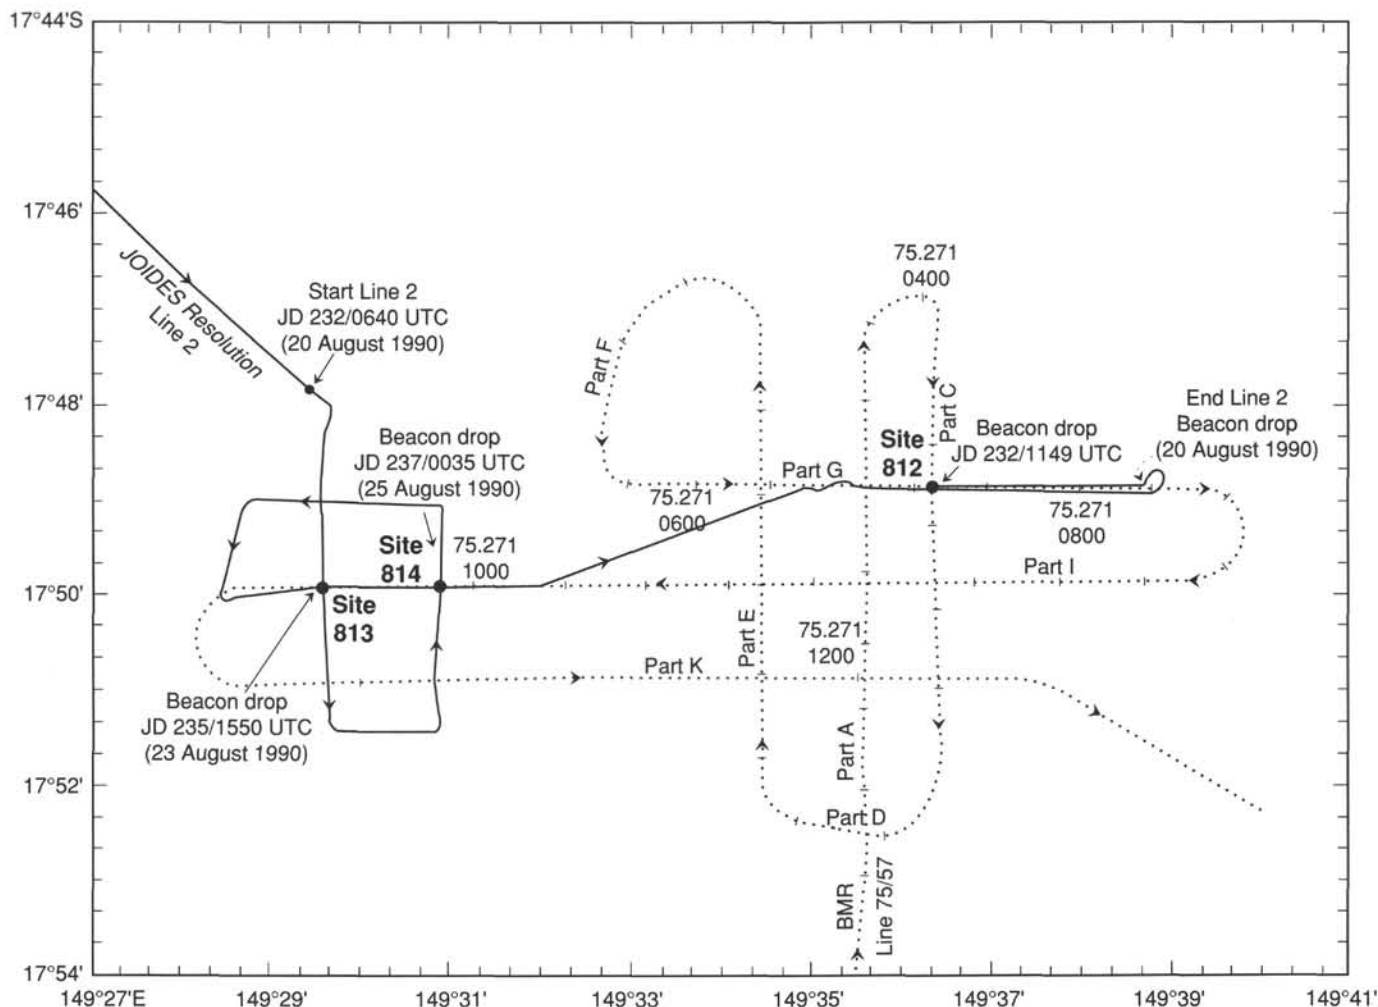 17°44'S
17°46'
17°48'
17°50'
17°52'
17°54'
149°27'E
149°29'
149°31'
149°33'
149°35'
149°37'
149°39'
149°41'
JOIDES Resolution
Line 2
Start Line 2
JD 232/0640 UTC
(20 August 1990)
Beacon drop
JD 237/0035 UTC
(25 August 1990)
Site
814
75.271
1000
Site
813
Beacon drop
JD 235/1550 UTC
(23 August 1990)
Part F
75.271
0600
Part G
75.271
0400
Part C
Site
812
Beacon drop
JD 232/1149 UTC
End Line 2
Beacon drop
(20 August 1990)
75.271
0800
Part I
Part E
75.271
1200
Part K
Part A
Part D
BMR
Line 75/57